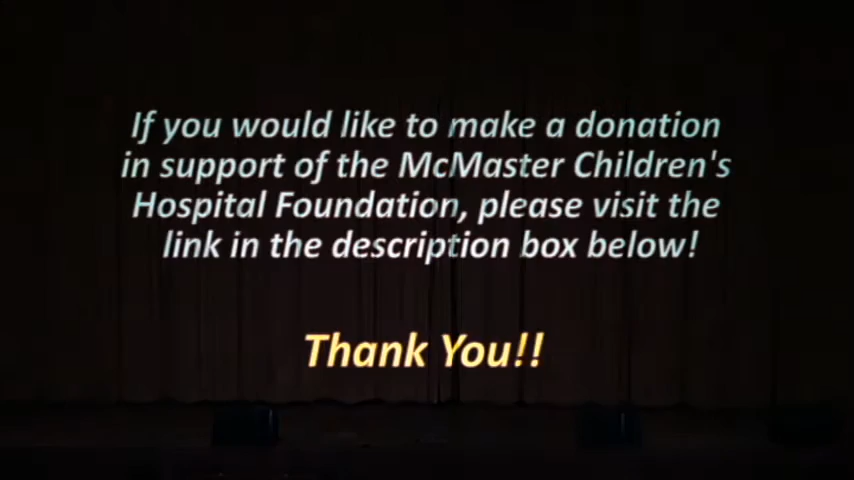 If you would like to make a donation
in support of the McMaster Children's
Hospital Foundation, please visit the
link in the description box below!
Thank You!!